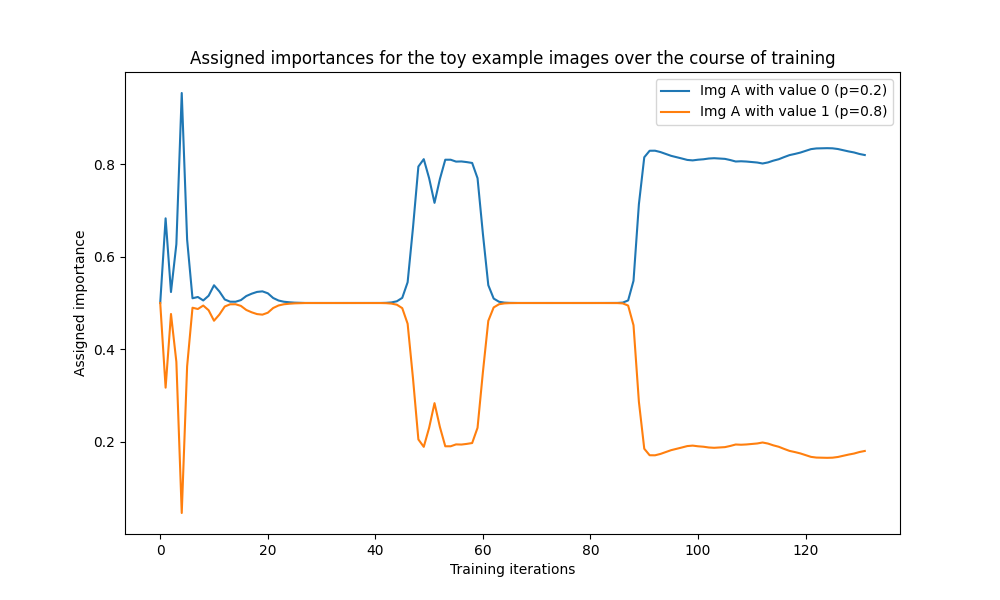 Assigned importances for the toy example images over the course of training
Img A with value 0 (p=0.2)
Img A with value 1 (p=0.8)
Assigned importance
0.8
0.6
0.4
0.2
0 20 40 60 80 100 120
Training iterations